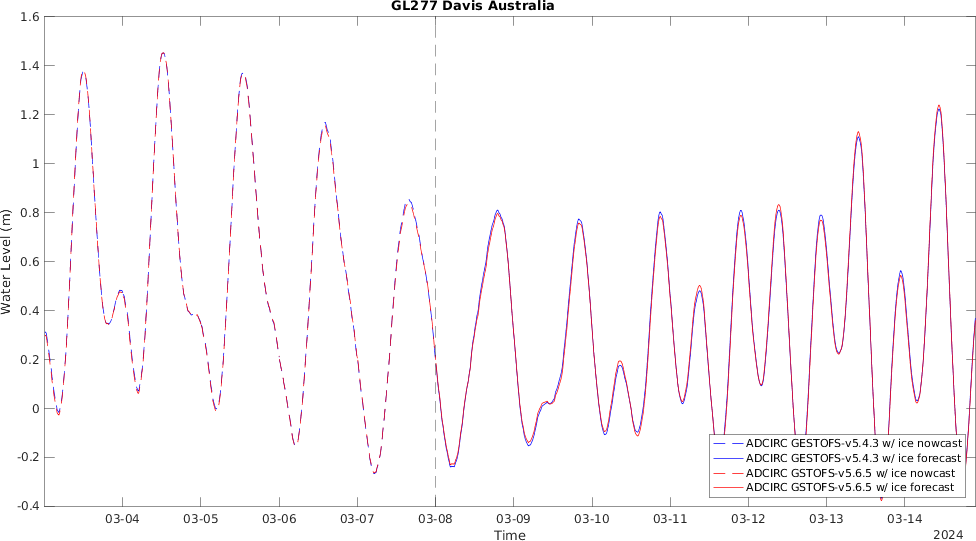 GL277 Davis Australia
1.6
1.4
1.2
1
0.8
0.6
0.4
0.2
0
-0.2
-0.4
Water Level (m)
ADCIRC GESTOFS-v5.4.3 w/ ice nowcast
ADCIRC GESTOFS-v5.4.3 w/ ice forecast
ADCIRC GSTOFS-v5.6.5 w/ ice nowcast
ADCIRC GSTOFS-v5.6.5 w/ ice forecast
03-04 03-05 03-06 03-07 03-08 03-09 03-10 03-11 03-12 03-13 03-14
Time
2024